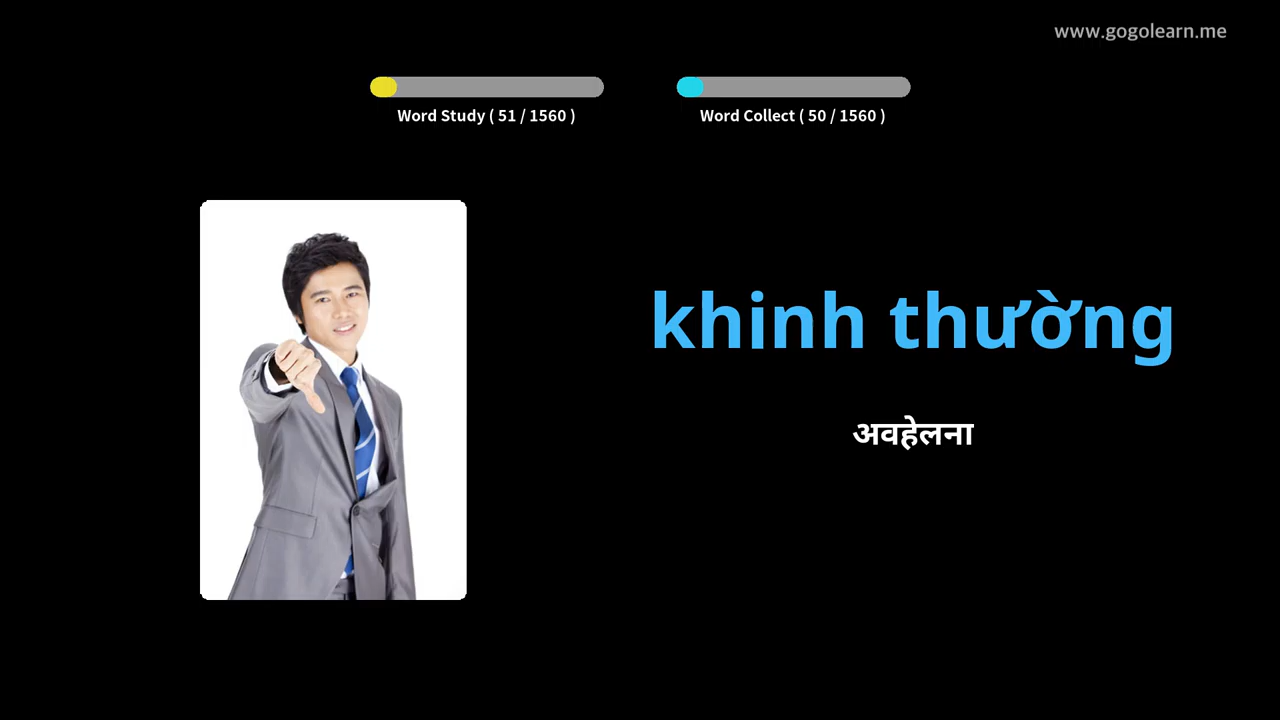 www.gogolearn.me
Word Study ( 51 / 1560 )
Word Collect ( 50 / 1560 )
khinh thường
अवहेलना